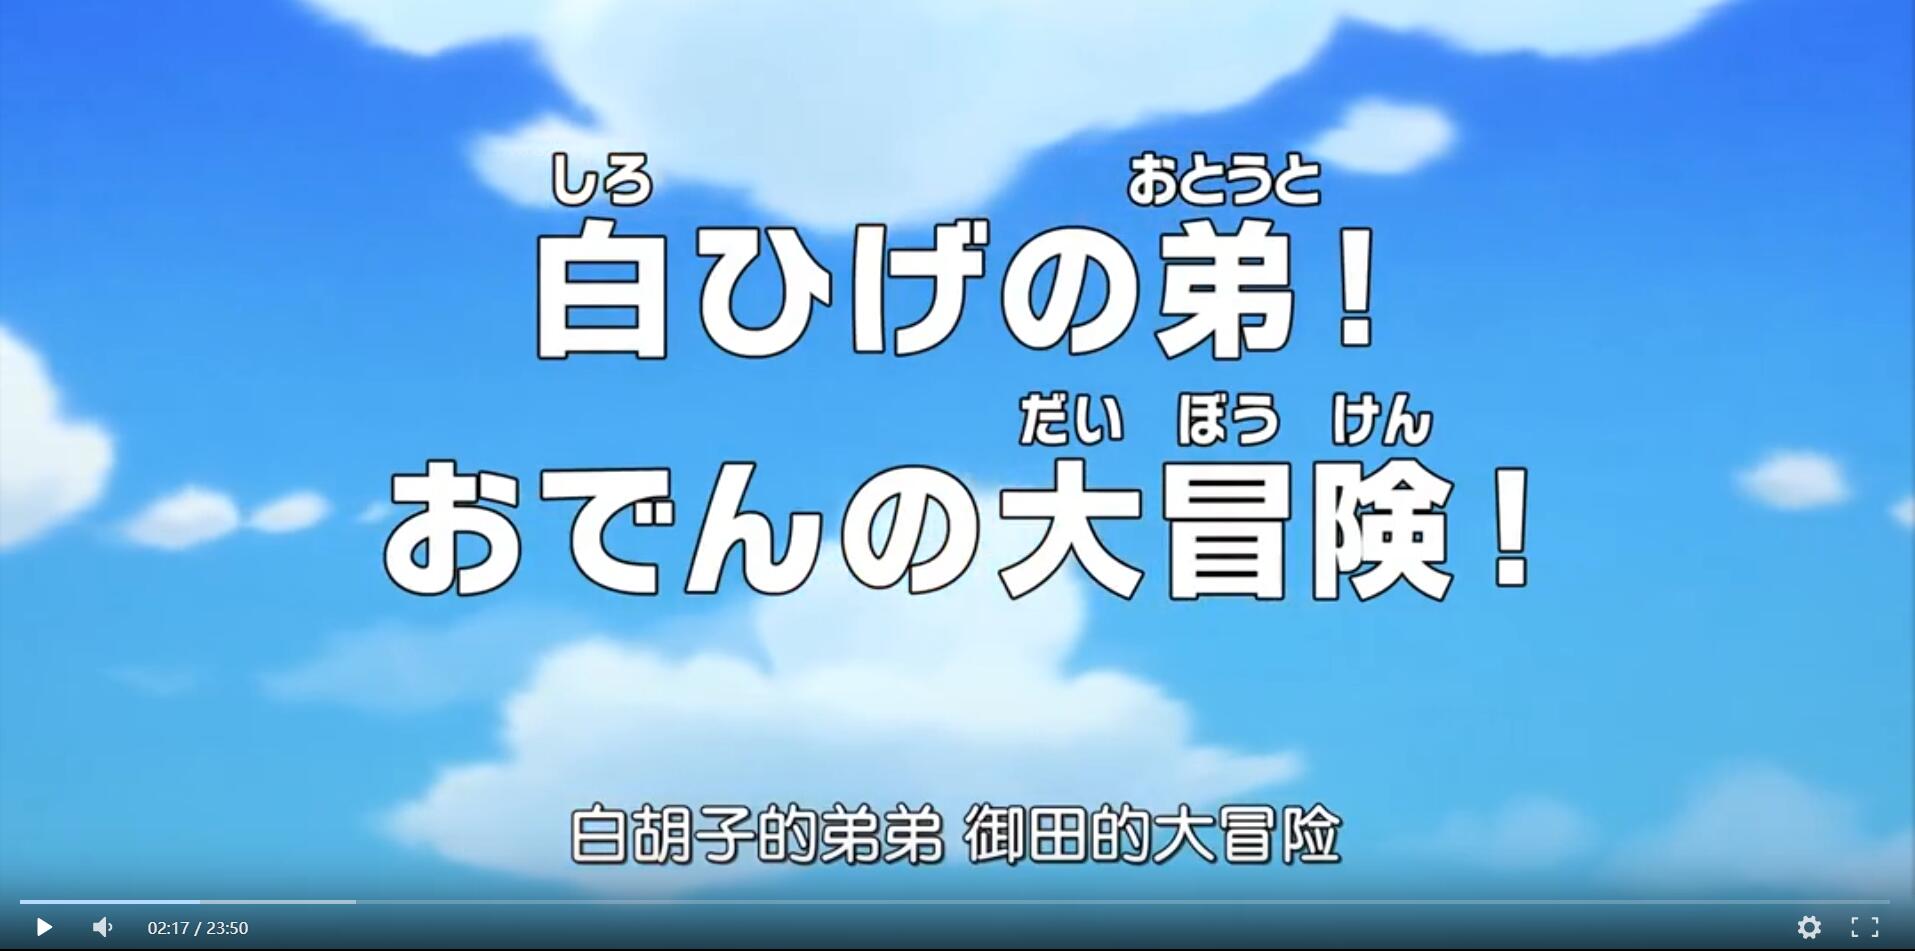 しろ おとうと
白ひげの弟！
だい ぼう けん
おでんの大冒険！
白胡子的弟弟 御田的大冒险
02:17 / 23:50